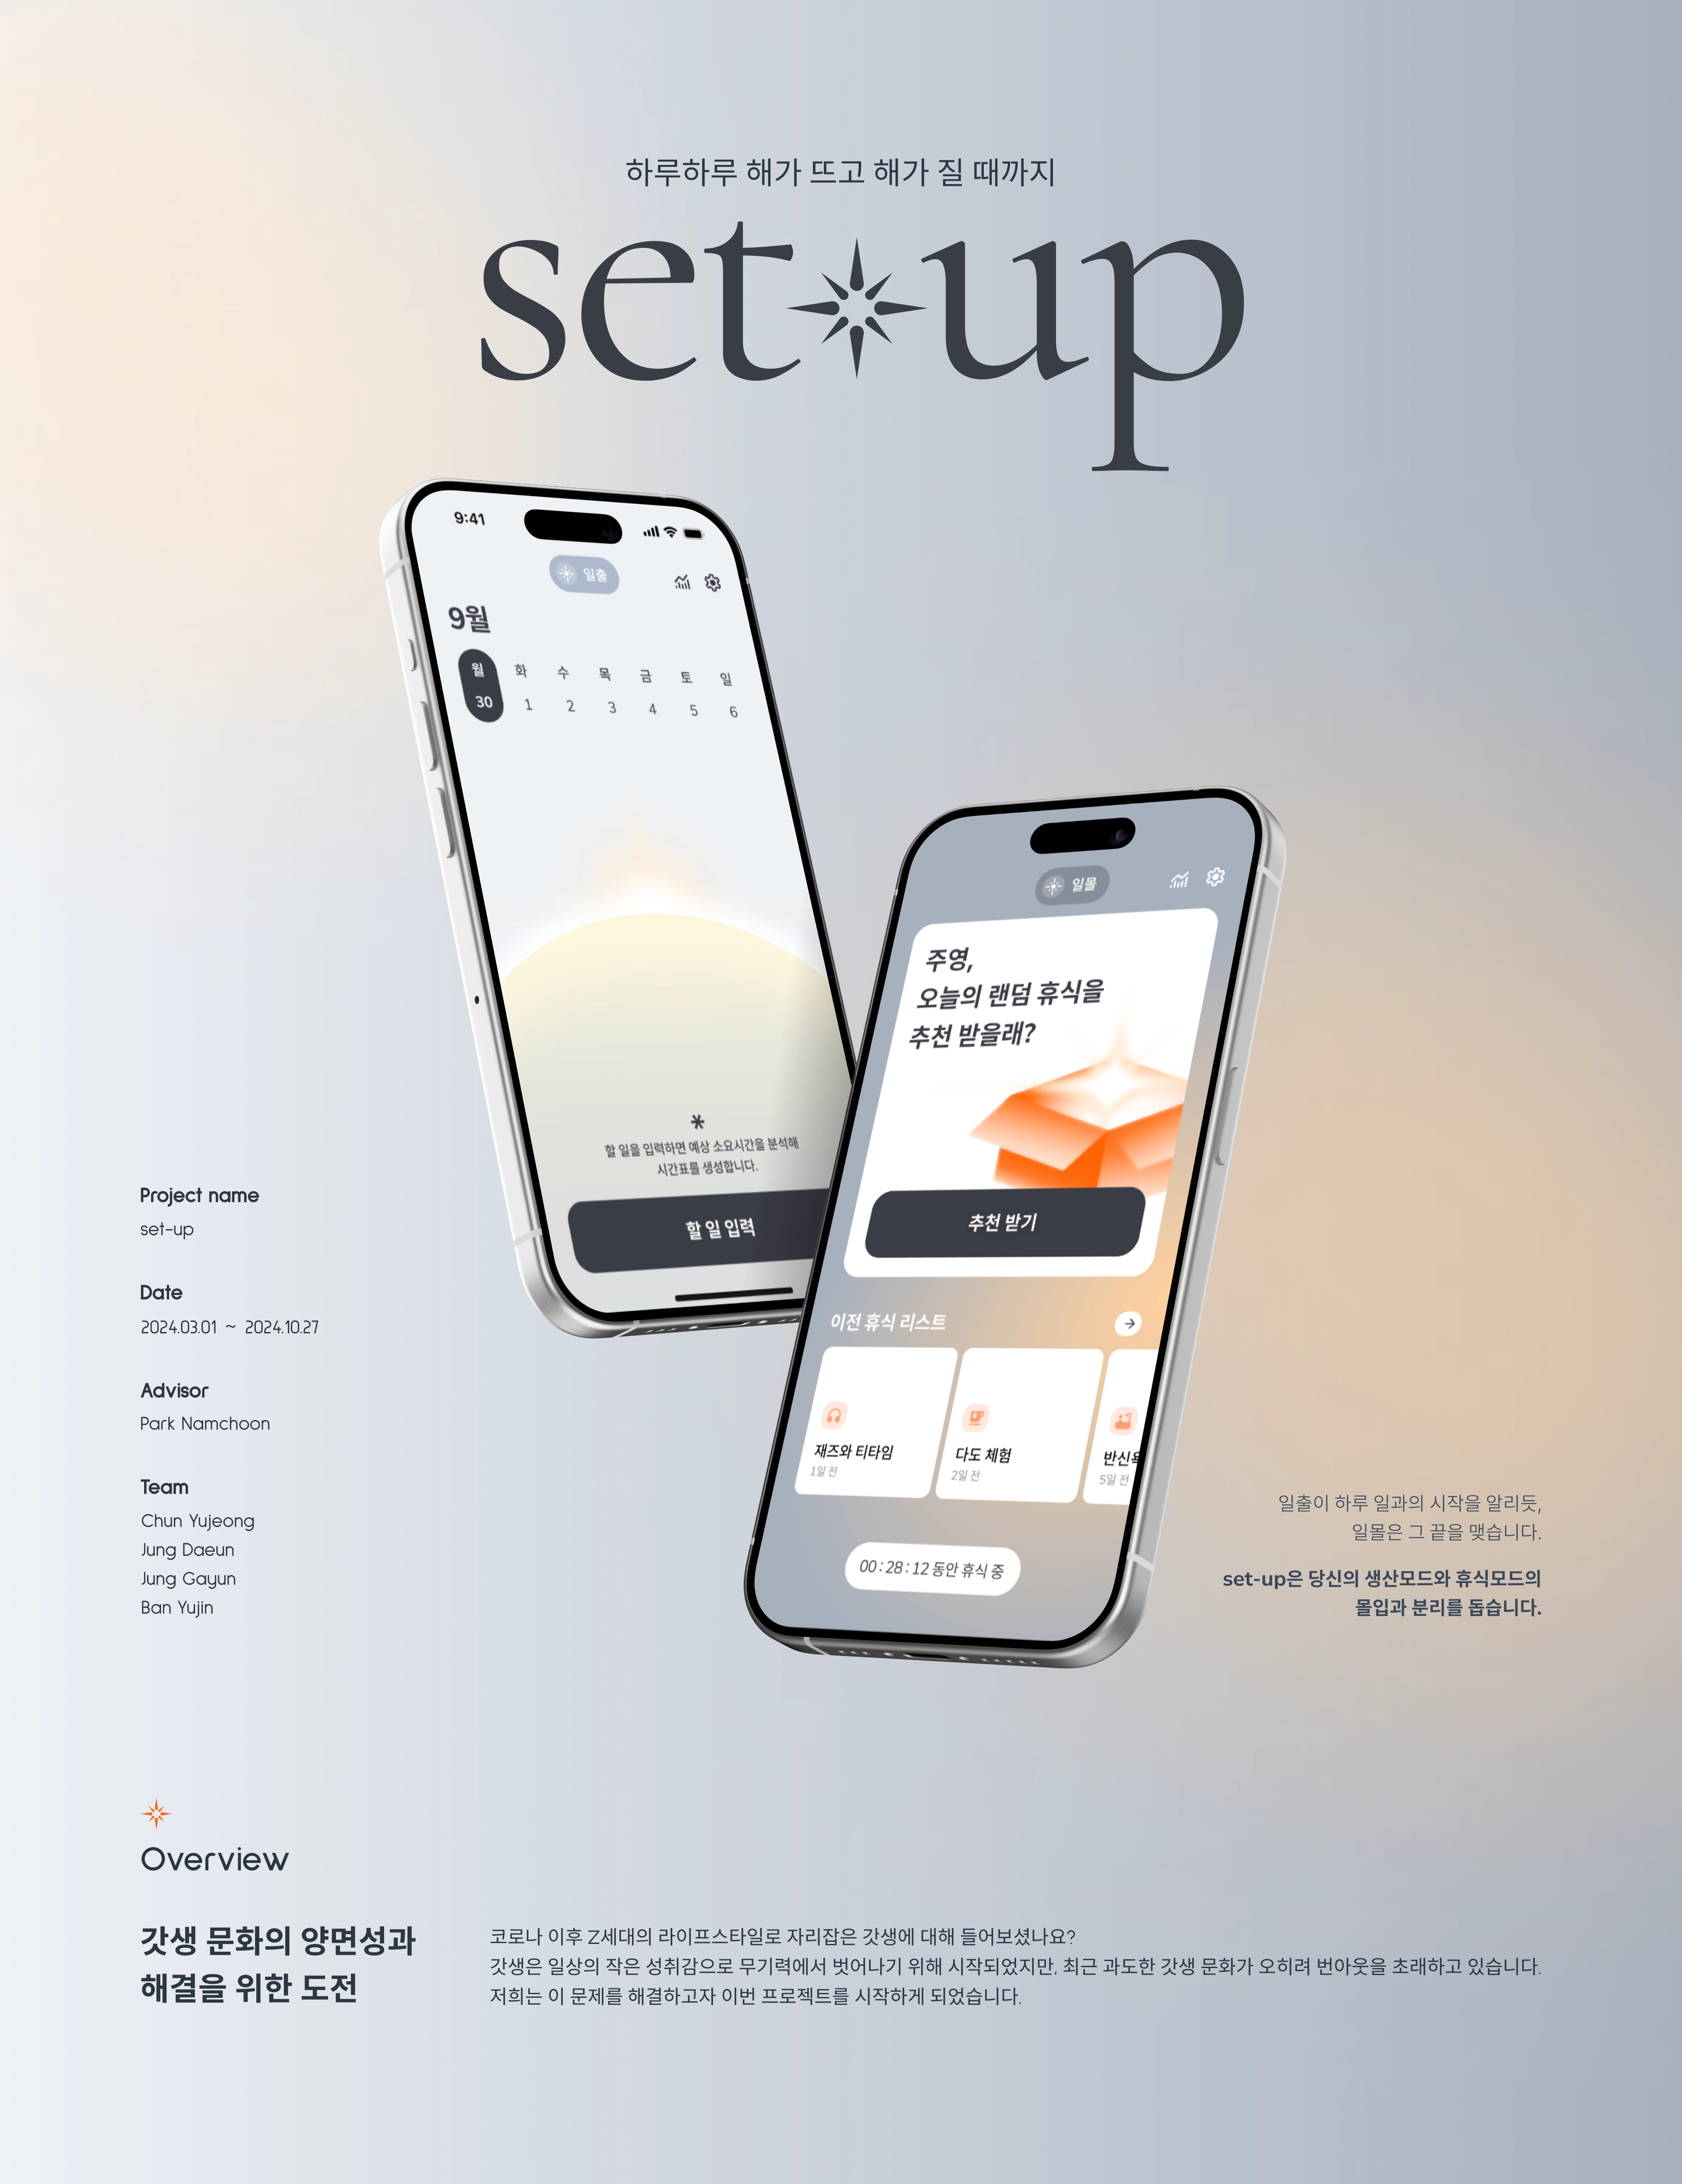 하루하루 해가 뜨고 해가 질 때까지
set up
9:41
일출
9월
월 화 수 목 금 토 일
30 1 2 3 4 5 6
할 일을 입력하면 예상 소요시간을 분석해
시간표를 생성합니다.
할 일 입력
일몰
주영,
오늘의 랜덤 휴식을
추천 받을래?
추천 받기
이전 휴식 리스트
재즈와 티타임
1일 전
다도 체험
2일 전
반신욕
5일 전
00:28:12 동안 휴식 중
Project name
set-up
Date
2024.03.01 ~ 2024.10.27
Advisor
Park Namchoon
Team
Chun Yujeong
Jung Daeun
Jung Gayun
Ban Yujin
일출이 하루 일과의 시작을 알리듯,
일몰은 그 끝을 맺습니다.
set-up은 당신의 생산모드와 휴식모드의
몰입과 분리를 돕습니다.
Overview
갓생 문화의 양면성과
해결을 위한 도전
코로나 이후 Z세대의 라이프스타일로 자리잡은 갓생에 대해 들어보셨나요?
갓생은 일상의 작은 성취감으로 무기력에서 벗어나기 위해 시작되었지만, 최근 과도한 갓생 문화가 오히려 번아웃을 초래하고 있습니다.
저희는 이 문제를 해결하고자 이번 프로젝트를 시작하게 되었습니다.